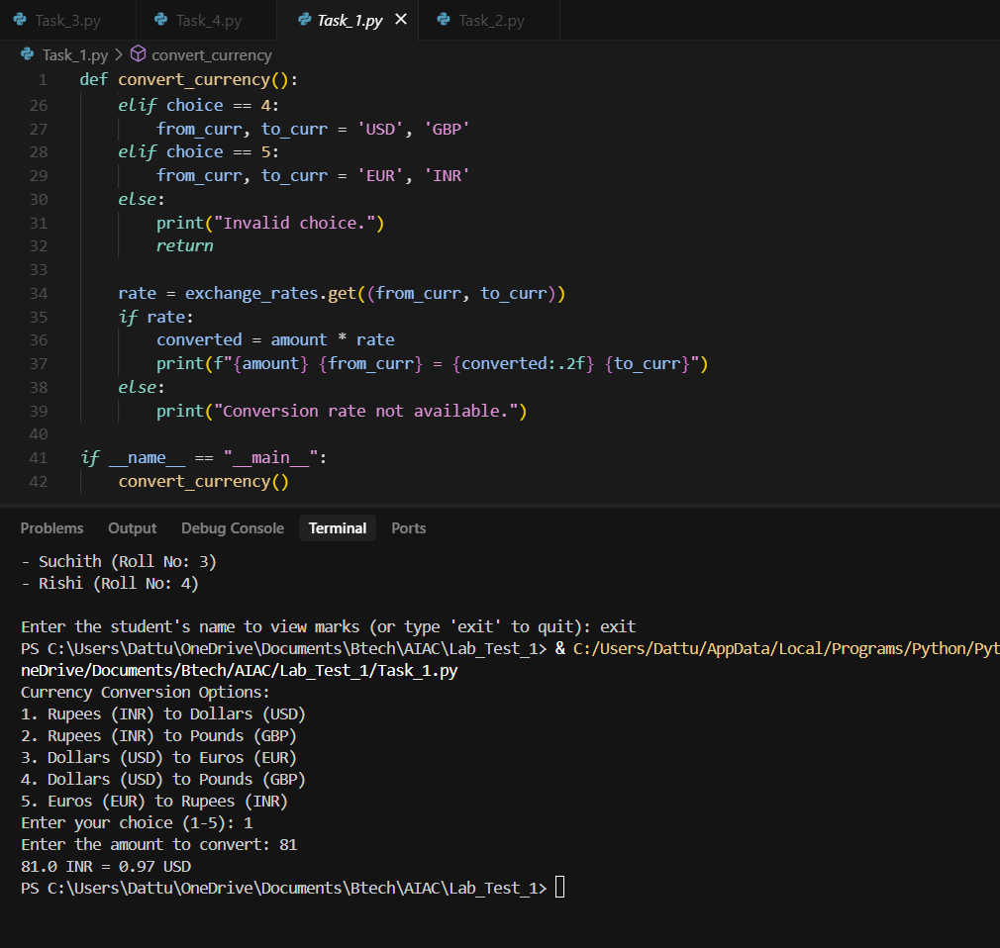 Task_3.py Task_4.py Task_1.py Task_2.py
Task_1.py > convert_currency
1 def convert_currency():
26 elif choice == 4:
27 from_curr, to_curr = 'USD', 'GBP'
28 elif choice == 5:
29 from_curr, to_curr = 'EUR', 'INR'
30 else:
31 print("Invalid choice.")
32 return
33
34 rate = exchange_rates.get((from_curr, to_curr))
35 if rate:
36 converted = amount * rate
37 print(f"{amount} {from_curr} = {converted:.2f} {to_curr}")
38 else:
39 print("Conversion rate not available.")
40
41 if __name__ == "__main__":
42 convert_currency()
Problems Output Debug Console Terminal Ports
- Suchith (Roll No: 3)
- Rishi (Roll No: 4)
Enter the student's name to view marks (or type 'exit' to quit): exit
PS C:\Users\Dattu\OneDrive\Documents\Btech\AIAC\Lab_Test_1> & C:/Users/Dattu/AppData/Local/Programs/Python/Pyt
neDrive/Documents/Btech/AIAC/Lab_Test_1/Task_1.py
Currency Conversion Options:
1. Rupees (INR) to Dollars (USD)
2. Rupees (INR) to Pounds (GBP)
3. Dollars (USD) to Euros (EUR)
4. Dollars (USD) to Pounds (GBP)
5. Euros (EUR) to Rupees (INR)
Enter your choice (1-5): 1
Enter the amount to convert: 81
81.0 INR = 0.97 USD
PS C:\Users\Dattu\OneDrive\Documents\Btech\AIAC\Lab_Test_1>